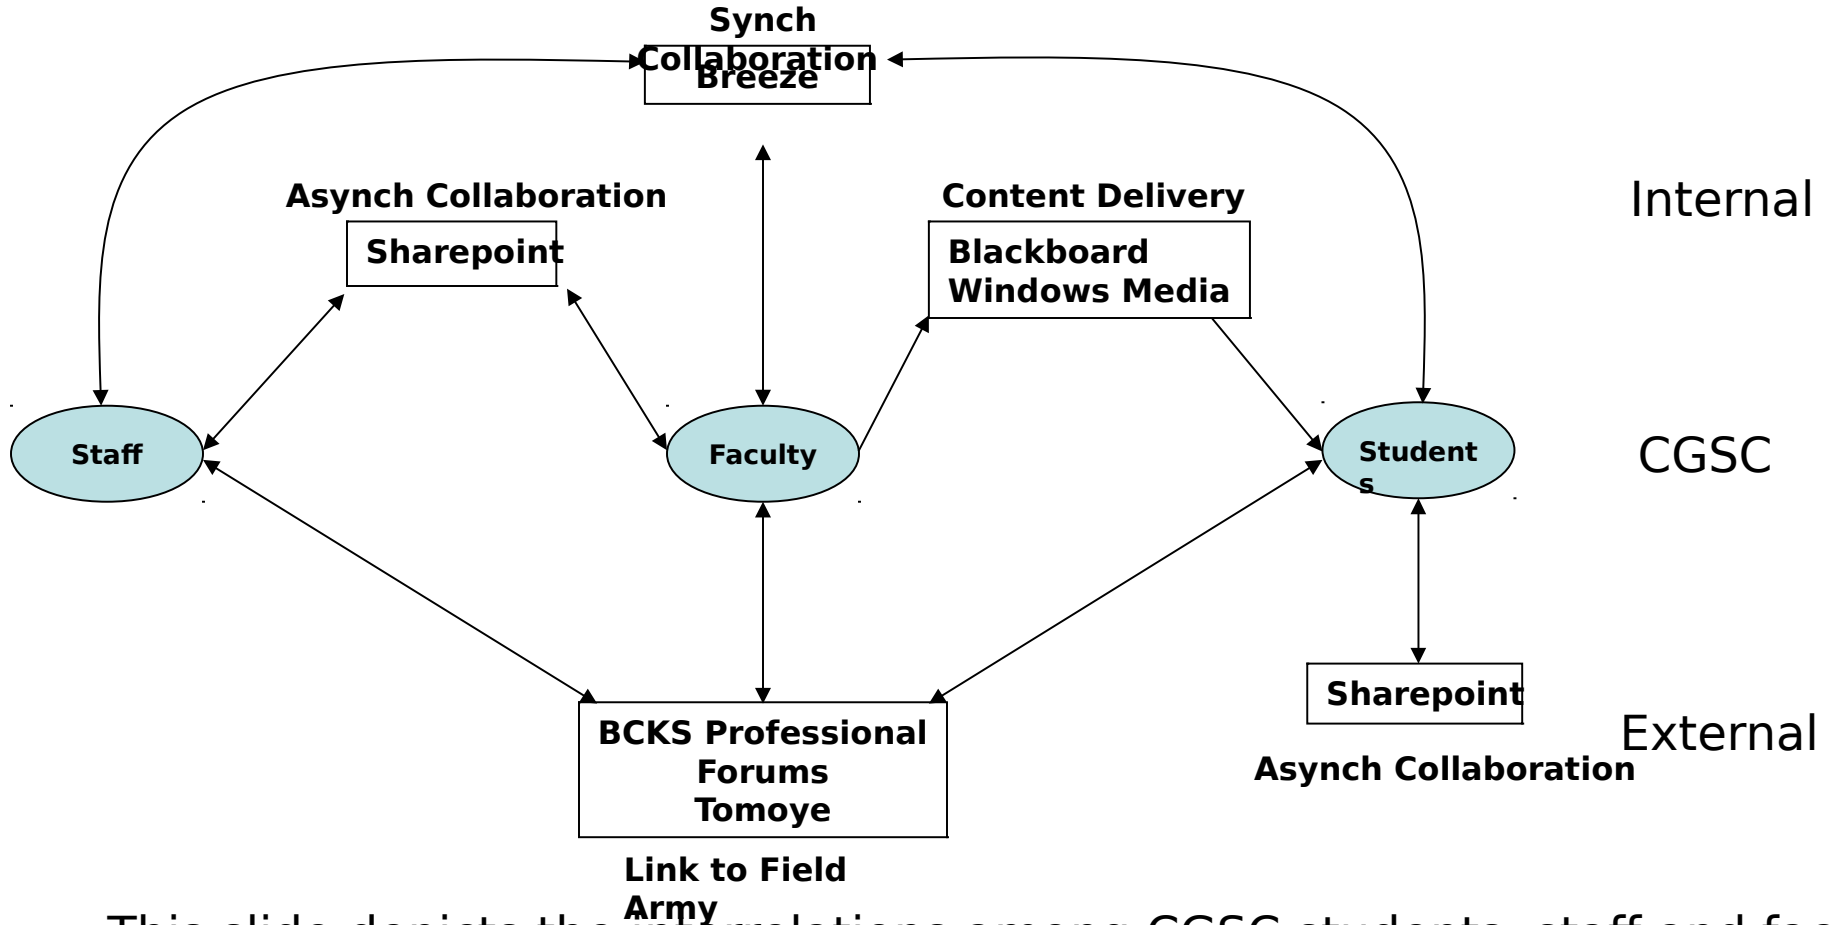 Synch
Collaboration
Breeze
Asynch Collaboration
Sharepoint
Content Delivery
Blackboard
Windows Media
Internal
Staff
Faculty
Student
s
CGSC
BCKS Professional
Forums
Tomoye
Sharepoint
External
Asynch Collaboration
Link to Field
Army
This slide depicts the interrelations among CGSC students, staff and